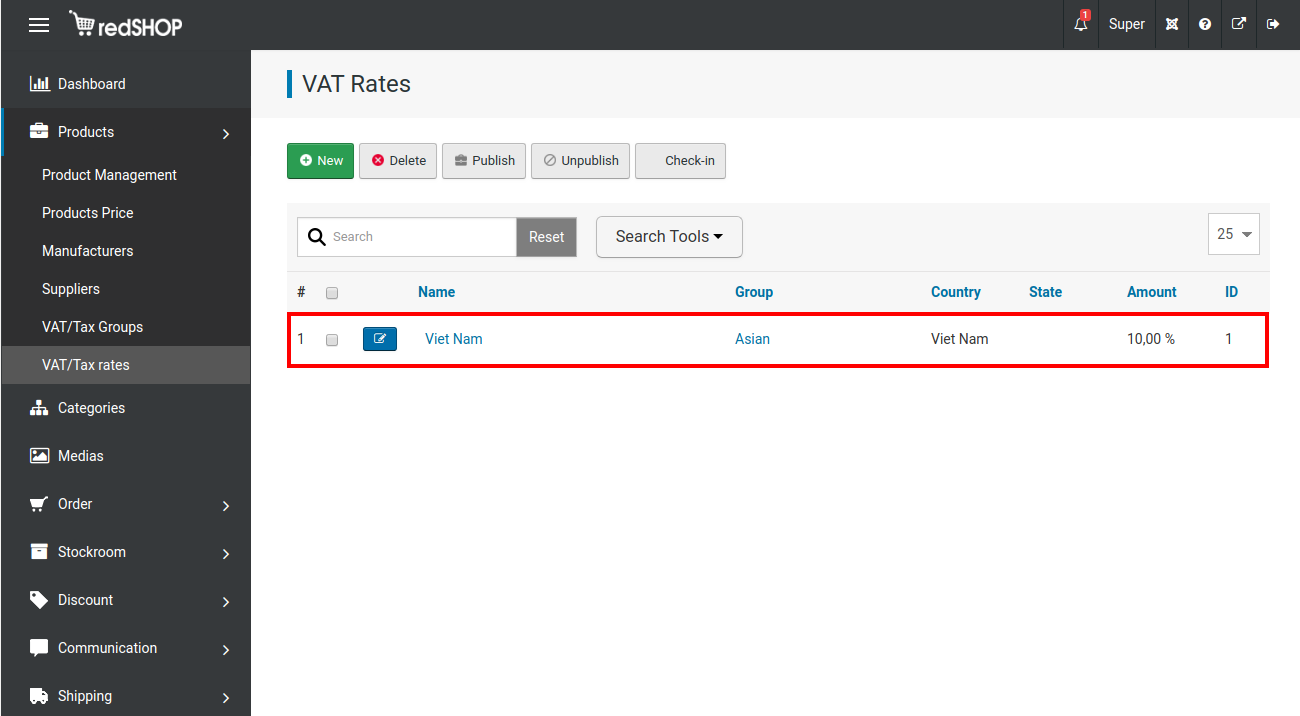 redSHOP
1
Super
Dashboard
Products
Product Management
Products Price
Manufacturers
Suppliers
VAT/Tax Groups
VAT/Tax rates
Categories
Medias
Order
Stockroom
Discount
Communication
Shipping
VAT Rates
New Delete Publish Unpublish Check-in
Search Reset Search Tools 25
# Name Group Country State Amount ID
1 Viet Nam Asian Viet Nam 10,00 % 1